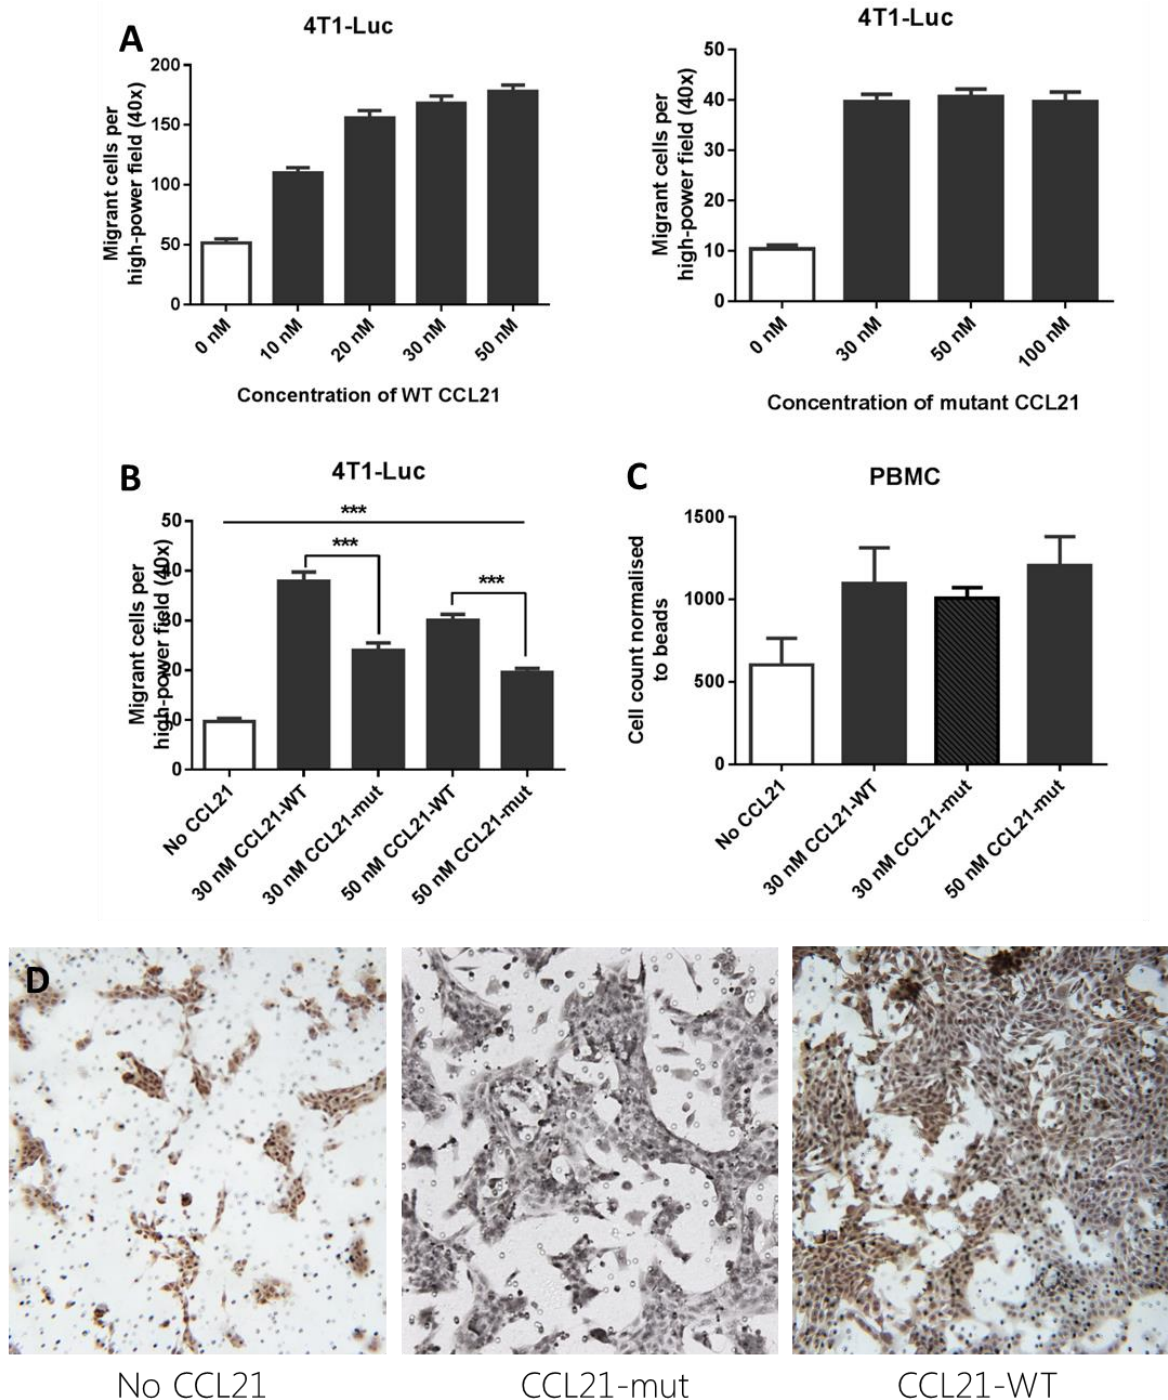 A
4T1-Luc
Migrant cells per
high-power field (40x)
200
150
100
50
0
0 nM
10 nM
20 nM
30 nM
50 nM
Concentration of WT CCL21
4T1-Luc
Migrant cells per
high-power field (40x)
50
40
30
20
10
0
0 nM
30 nM
50 nM
100 nM
Concentration of mutant CCL21
B
4T1-Luc
Migrant cells per
high-power field (40x)
50
40
30
20
10
0
***
***
***
No CCL21
30 nM CCL21-WT
30 nM CCL21-mut
50 nM CCL21-WT
50 nM CCL21-mut
C
PBMC
Cell count normalised
to beads
1500
1000
500
0
No CCL21
30 nM CCL21-WT
30 nM CCL21-mut
50 nM CCL21-mut
D
No CCL21
CCL21-mut
CCL21-WT